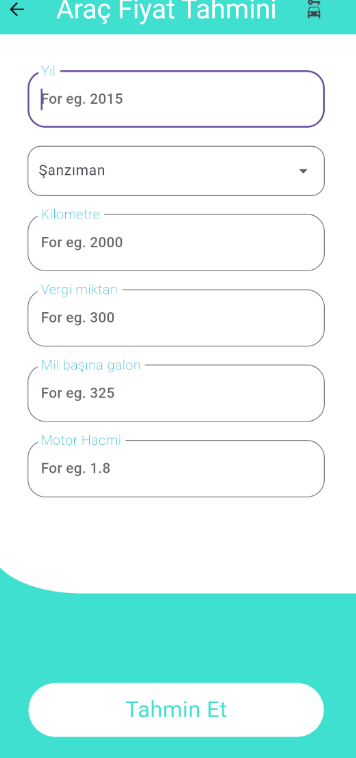 Araç Fiyat Tahmini
Yıl
For eg. 2015
Şanzıman
Kilometre
For eg. 2000
Vergi miktarı
For eg. 300
Mil başına galon
For eg. 325
Motor Hacmi
For eg. 1.8
Tahmin Et